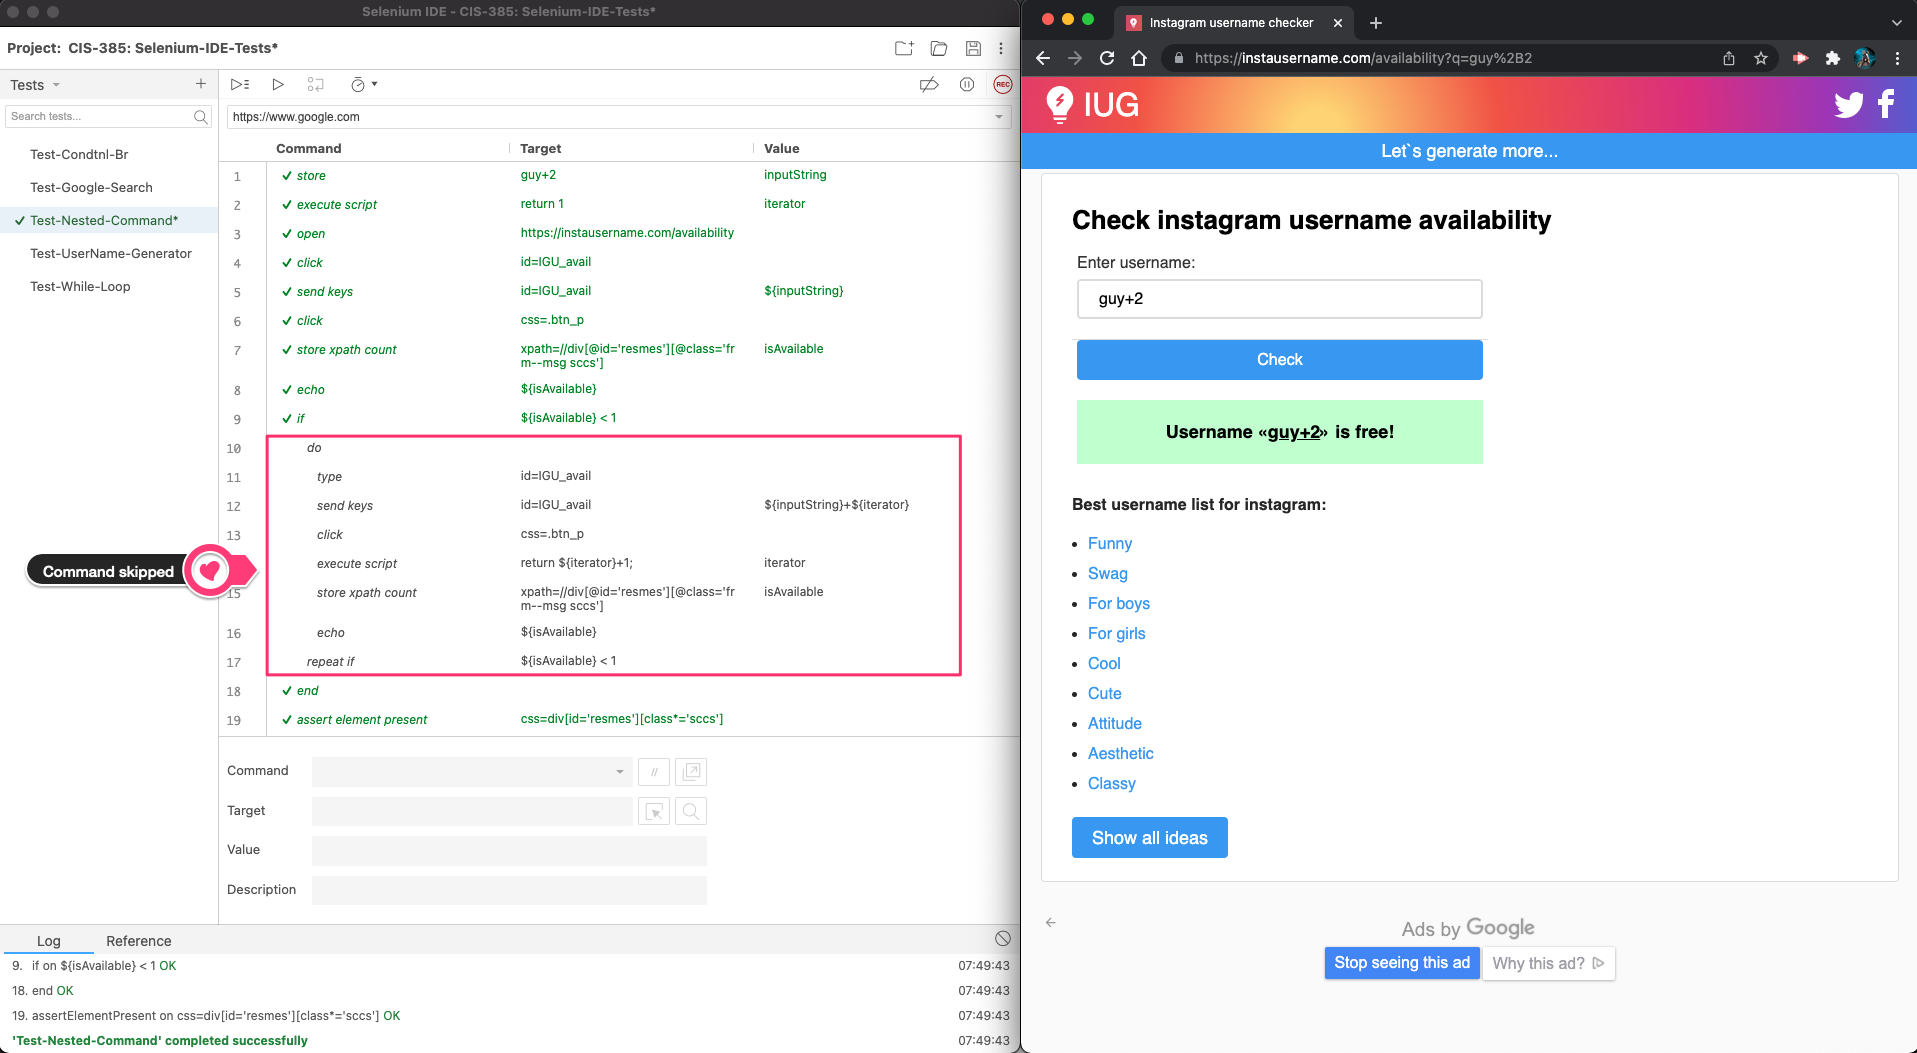 Selenium IDE - CIS-385: Selenium-IDE-Tests*
Project: CIS-385: Selenium-IDE-Tests*
Tests
Search tests...
Test-Condtnl-Br
Test-Google-Search
Test-Nested-Command*
Test-UserName-Generator
Test-While-Loop
REC
https://www.google.com
Command Target Value
1 store guy+2 inputString
2 execute script return 1 iterator
3 open https://instausername.com/availability
4 click id=IGU_avail
5 send keys id=IGU_avail ${inputString}
6 click css=.btn_p
7 store xpath count xpath=//div[@id='resmes'][@class='fr isAvailable
m--msg sccs']
8 echo ${isAvailable}
9 if ${isAvailable} < 1
10 do
11 type id=IGU_avail
12 send keys id=IGU_avail ${inputString}+${iterator}
13 click css=.btn_p
Command skipped
execute script return ${iterator}+1; iterator
15 store xpath count xpath=//div[@id='resmes'][@class='fr isAvailable
m--msg sccs']
16 echo ${isAvailable}
17 repeat if ${isAvailable} < 1
18 end
19 assert element present css=div[id='resmes'][class*='sccs']
Command //
Target
Value
Description
Log Reference
9. if on ${isAvailable} < 1 OK 07:49:43
18. end OK 07:49:43
19. assertElementPresent on css=div[id='resmes'][class*='sccs'] OK 07:49:43
'Test-Nested-Command' completed successfully 07:49:43
Instagram username checker
https://instausername.com/availability?q=guy%2B2
IUG
Let`s generate more...
Check instagram username availability
Enter username:
guy+2
Check
Username «guy+2» is free!
Best username list for instagram:
Funny
Swag
For boys
For girls
Cool
Cute
Attitude
Aesthetic
Classy
Show all ideas
Ads by Google
Stop seeing this ad Why this ad?